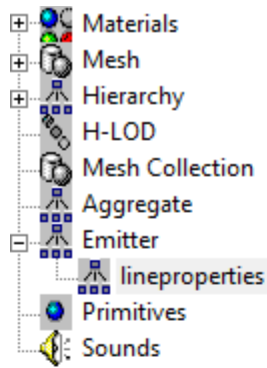 Materials
Mesh
Hierarchy
H-LOD
Mesh Collection
Aggregate
Emitter
lineproperties
Primitives
Sounds